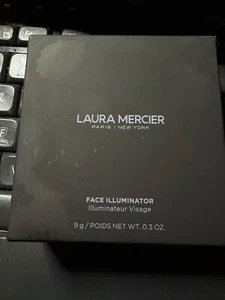 LAURA MERCIER
PARIS | NEW YORK
FACE ILLUMINATOR
Illuminateur Visage
9 g / POIDS NET WT. 0.3 OZ.